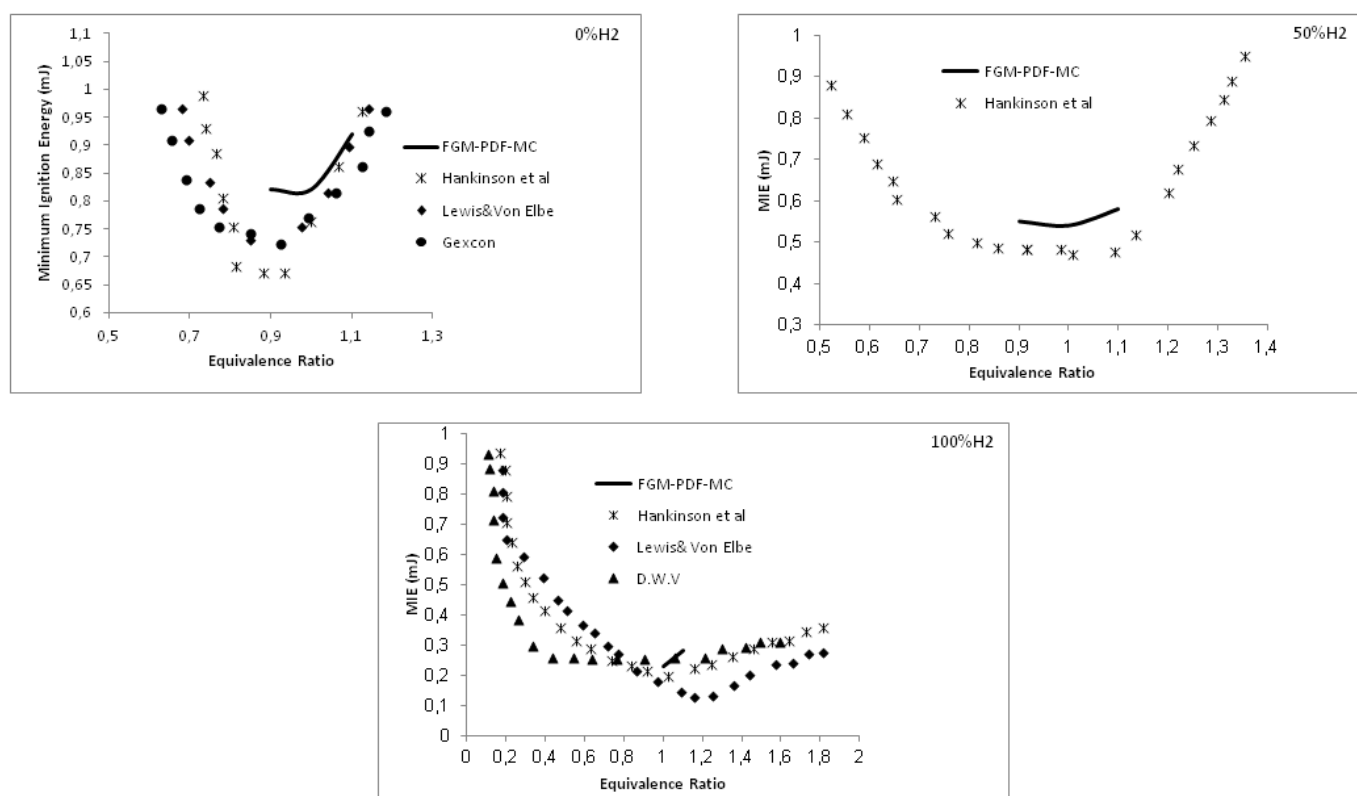 0%H2
1,1
1,05
1
0,95
0,9
0,85
0,8
0,75
0,7
0,65
0,6
Minimum Ignition Energy (mJ)
FGM-PDF-MC
Hankinson et al
Lewis&Von Elbe
Gexcon
0,5 0,7 0,9 1,1 1,3
Equivalence Ratio
50%H2
1
0,9
0,8
0,7
0,6
0,5
0,4
0,3
MIE (mJ)
FGM-PDF-MC
Hankinson et al
0,5 0,6 0,7 0,8 0,9 1 1,1 1,2 1,3 1,4
Equivalence Ratio
100%H2
1
0,9
0,8
0,7
0,6
0,5
0,4
0,3
0,2
0,1
0
MIE (mJ)
FGM-PDF-MC
Hankinson et al
Lewis& Von Elbe
D.W.V
0 0,2 0,4 0,6 0,8 1 1,2 1,4 1,6 1,8 2
Equivalence Ratio